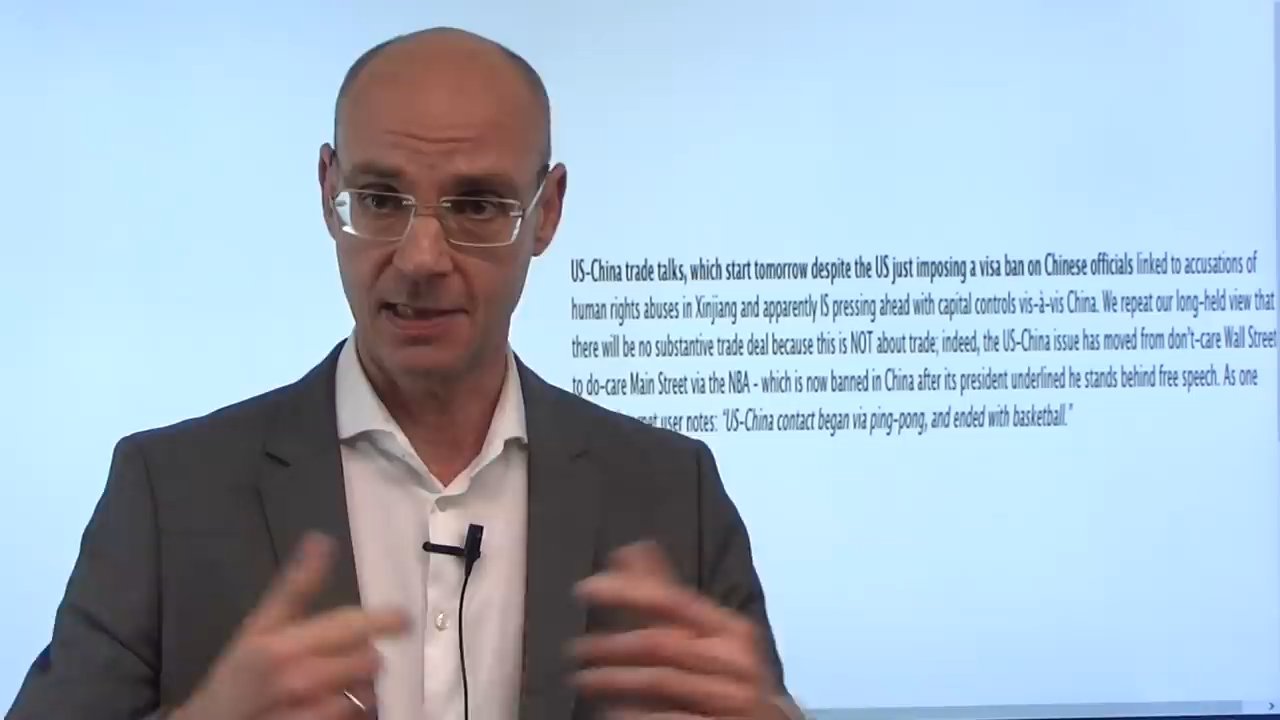 US-China trade talks, which start tomorrow despite the US just imposing a visa ban on Chinese officials linked to accusations of
human rights abuses in Xinjiang and apparently IS pressing ahead with capital controls vis-à-vis China. We repeat our long-held view that
there will be no substantive trade deal because this is NOT about trade; indeed, the US-China issue has moved from don't-care Wall Street
to do-care Main Street via the NBA - which is now banned in China after its president underlined he stands behind free speech. As one
user notes: "US-China contact began via ping-pong, and ended with basketball."